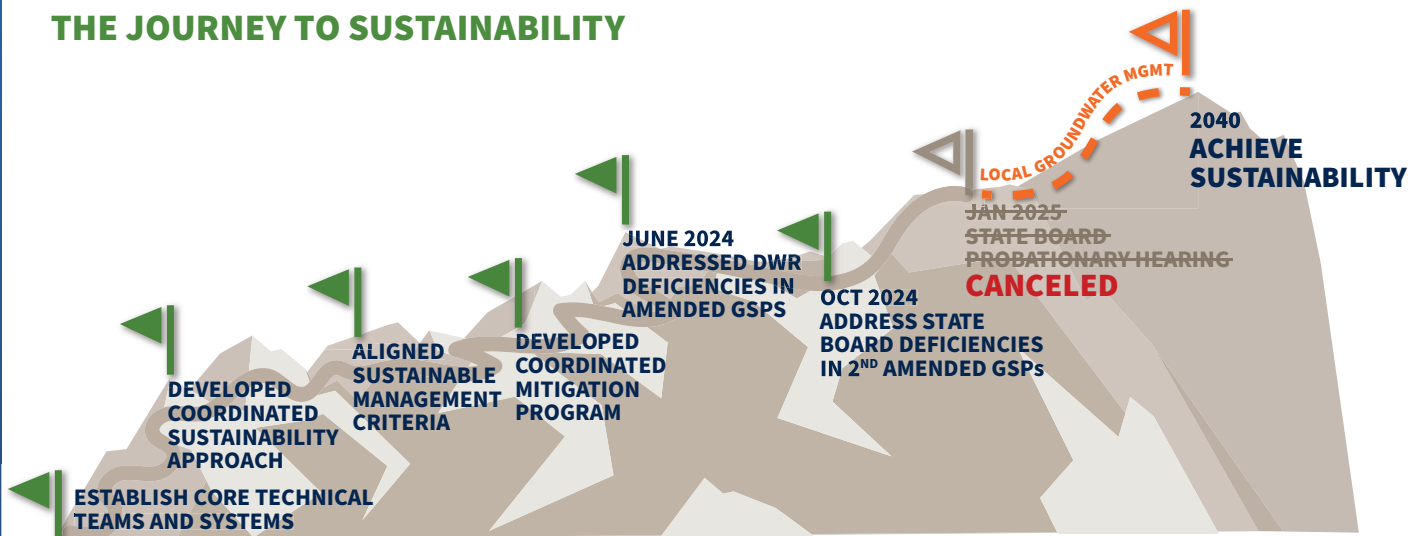 THE JOURNEY TO SUSTAINABILITY
ESTABLISH CORE TECHNICAL
TEAMS AND SYSTEMS
DEVELOPED
COORDINATED
SUSTAINABILITY
APPROACH
ALIGNED
SUSTAINABLE
MANAGEMENT
CRITERIA
DEVELOPED
COORDINATED
MITIGATION
PROGRAM
JUNE 2024
ADDRESSED DWR
DEFICIENCIES IN
AMENDED GSPS
OCT 2024
ADDRESS STATE
BOARD DEFICIENCIES
IN 2ND AMENDED GSPs
JAN 2025
STATE BOARD
PROBATIONARY HEARING
CANCELED
LOCAL GROUNDWATER MGMT
2040
ACHIEVE
SUSTAINABILITY